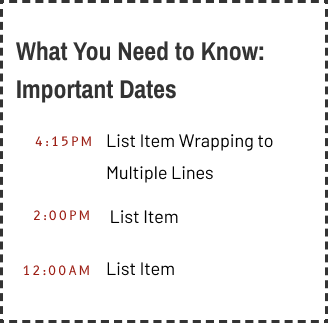 What You Need to Know:
Important Dates
4:15PM List Item Wrapping to
Multiple Lines
2:00PM List Item
12:00AM List Item